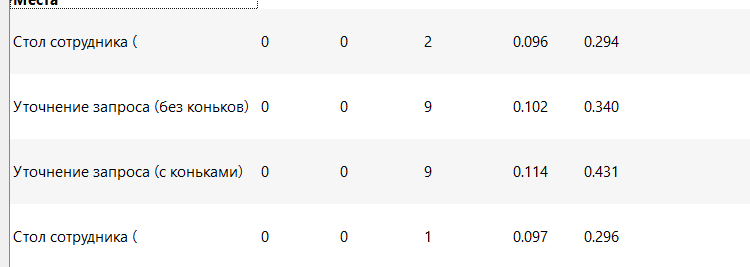 Места
Стол сотрудника ( 0 0 2 0.096 0.294
Уточнение запроса (без коньков) 0 0 9 0.102 0.340
Уточнение запроса (с коньками) 0 0 9 0.114 0.431
Стол сотрудника ( 0 0 1 0.097 0.296